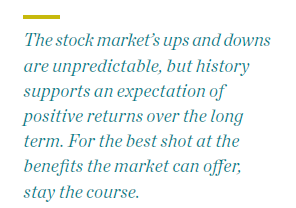 The stock market’s ups and downs
are unpredictable, but history
supports an expectation of
positive returns over the long
term. For the best shot at the
benefits the market can offer,
stay the course.